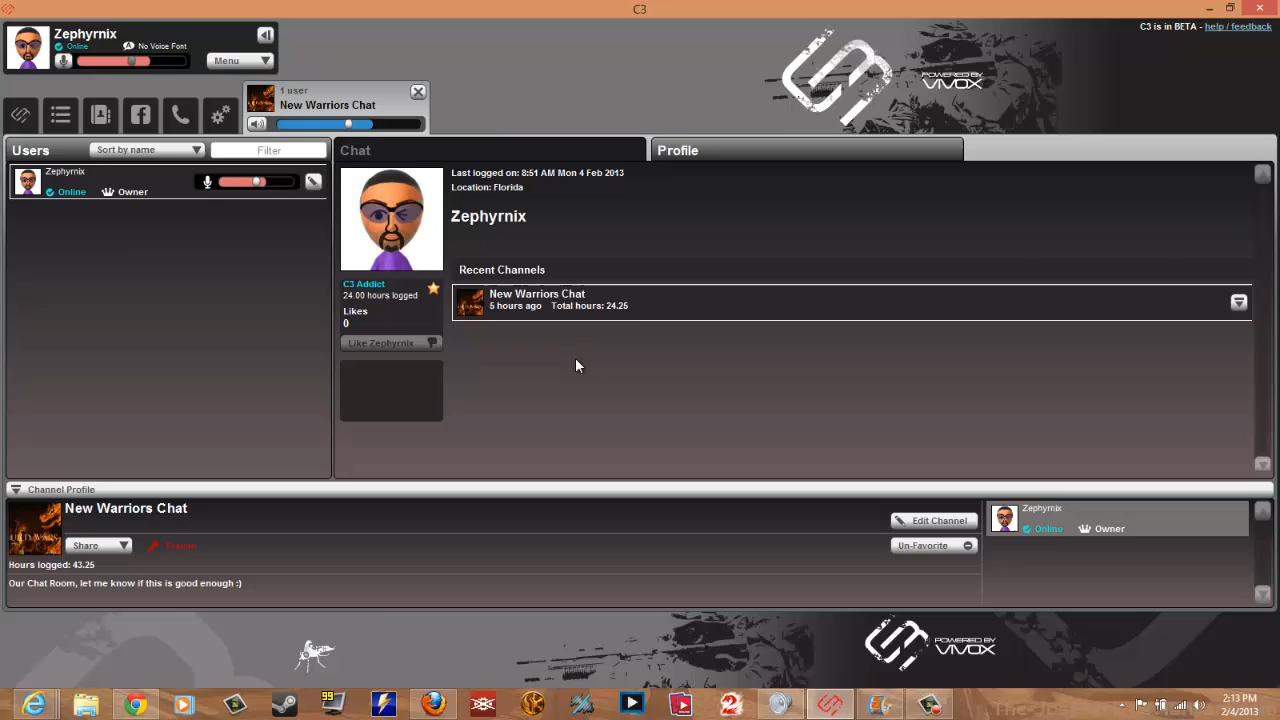 C3
Zephyrnix
Online
No Voice Font
Menu
C3 is in BETA - help / feedback
POWERED BY
VIVOX
1 user
New Warriors Chat
Users
Sort by name
Filter
Zephyrnix
Online
Owner
Chat
Profile
Last logged on: 8:51 AM Mon 4 Feb 2013
Location: Florida
Zephyrnix
C3 Addict
24.00 hours logged
Likes
0
Like Zephyrnix
Recent Channels
New Warriors Chat
5 hours ago Total hours: 24.25
Channel Profile
New Warriors Chat
Share
Edit Channel
Un-Favorite
Hours logged: 43.25
Our Chat Room, let me know if this is good enough :)
Zephyrnix
Online
Owner
POWERED BY
VIVOX
99
2:13 PM
2/4/2013